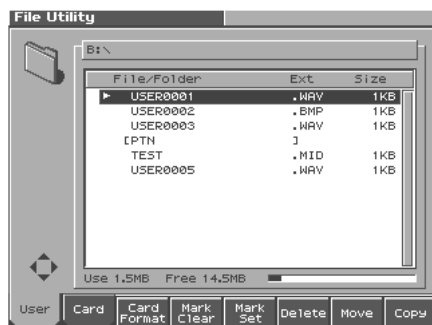 File Utility
B:\
File/Folder Ext Size
USER0001 .WAV 1KB
USER0002 .BMP 1KB
USER0003 .WAV 1KB
[PTN ]
TEST .MID 1KB
USER0005 .WAV 1KB
Use 1.5MB Free 14.5MB
User Card Card Format Mark Clear Mark Set Delete Move Copy